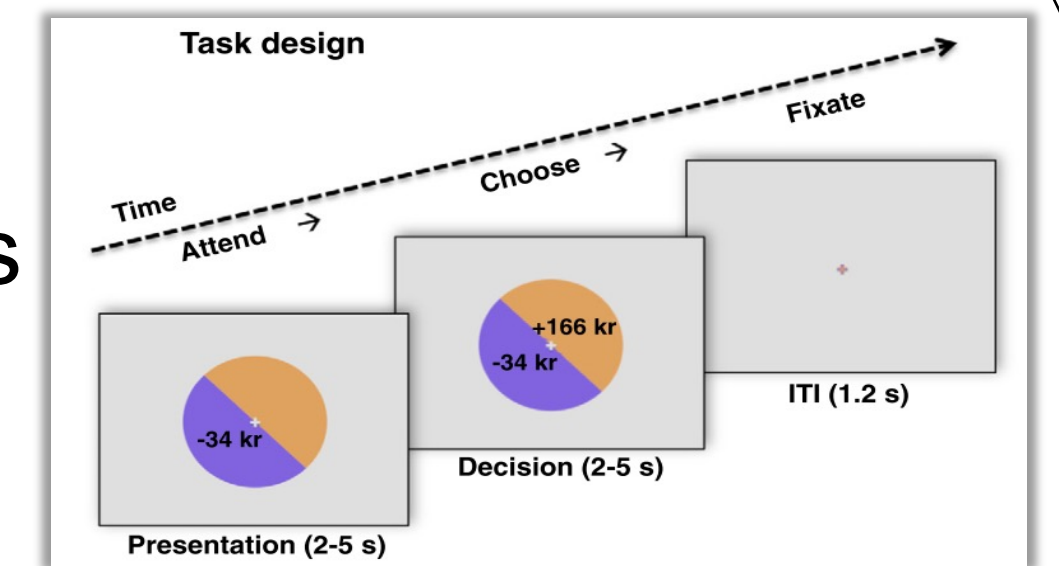 Task design
s
Time
Attend →
Choose →
Fixate
-34 kr
Presentation (2-5 s)
+166 kr
-34 kr
Decision (2-5 s)
ITI (1.2 s)